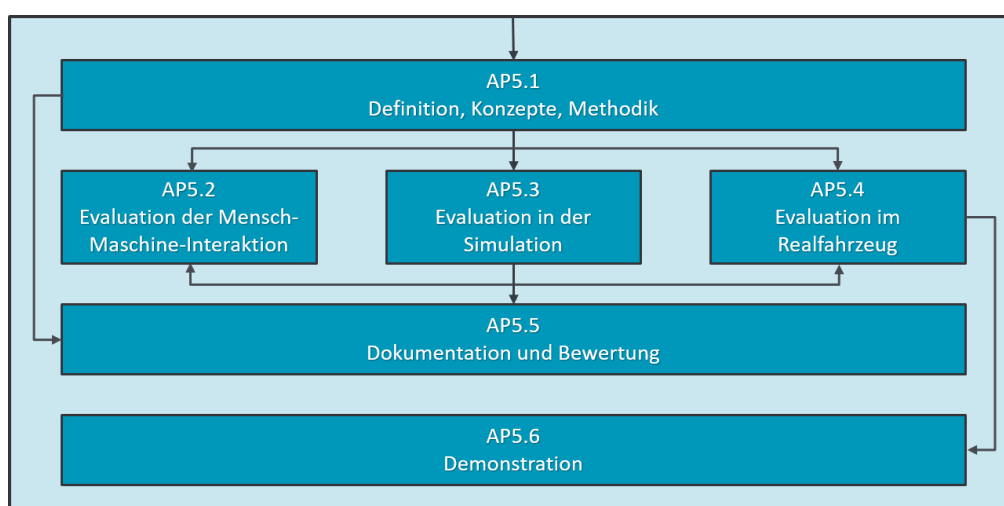 AP5.1
Definition, Konzepte, Methodik
AP5.2
Evaluation der Mensch-
Maschine-Interaktion
AP5.3
Evaluation in der
Simulation
AP5.4
Evaluation im
Realfahrzeug
AP5.5
Dokumentation und Bewertung
AP5.6
Demonstration